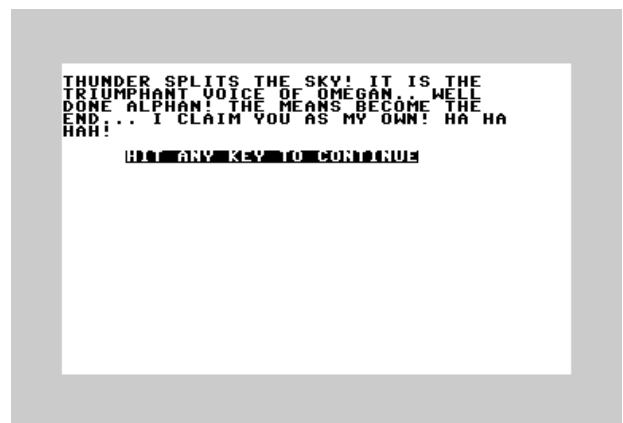 THUNDER SPLITS THE SKY! IT IS THE
TRIUMPHANT VOICE OF OMEGAN.. WELL
DONE ALPHAN! THE MEANS BECOME THE
END... I CLAIM YOU AS MY OWN! HA HA
HAH!
HIT ANY KEY TO CONTINUE